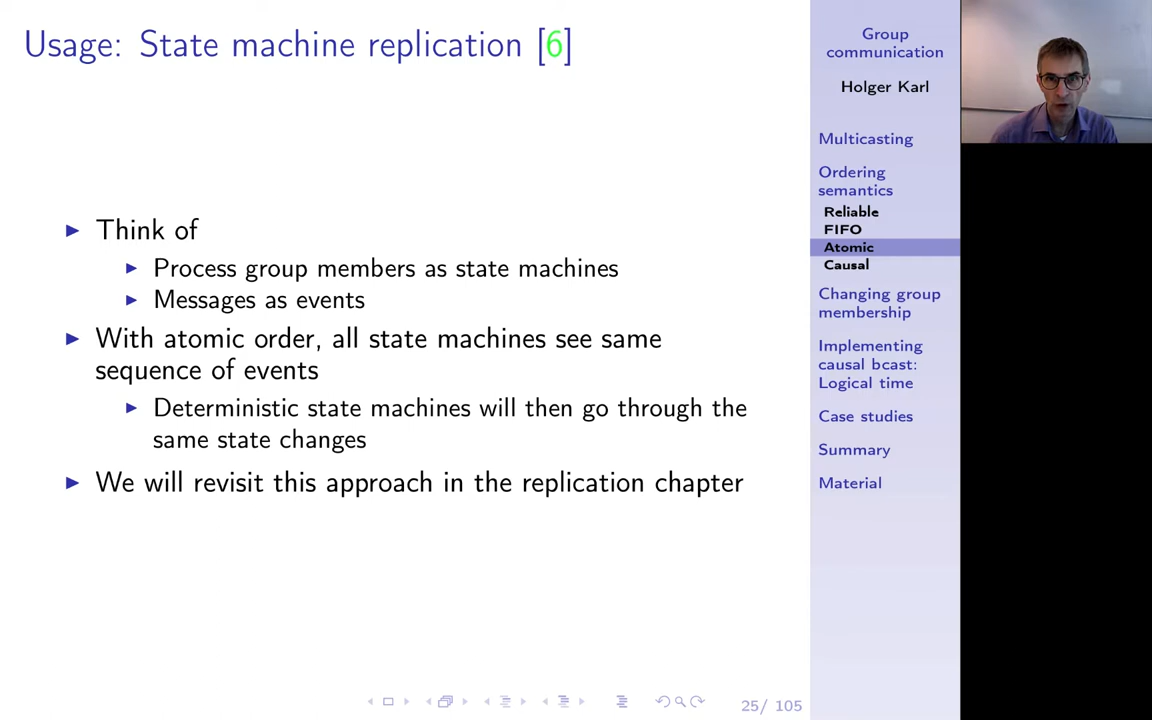 Usage: State machine replication [6]
Think of
Process group members as state machines
Messages as events
With atomic order, all state machines see same
sequence of events
Deterministic state machines will then go through the
same state changes
We will revisit this approach in the replication chapter
25/ 105
Group
communication
Holger Karl
Multicasting
Ordering
semantics
Reliable
FIFO
Atomic
Causal
Changing group
membership
Implementing
causal bcast:
Logical time
Case studies
Summary
Material